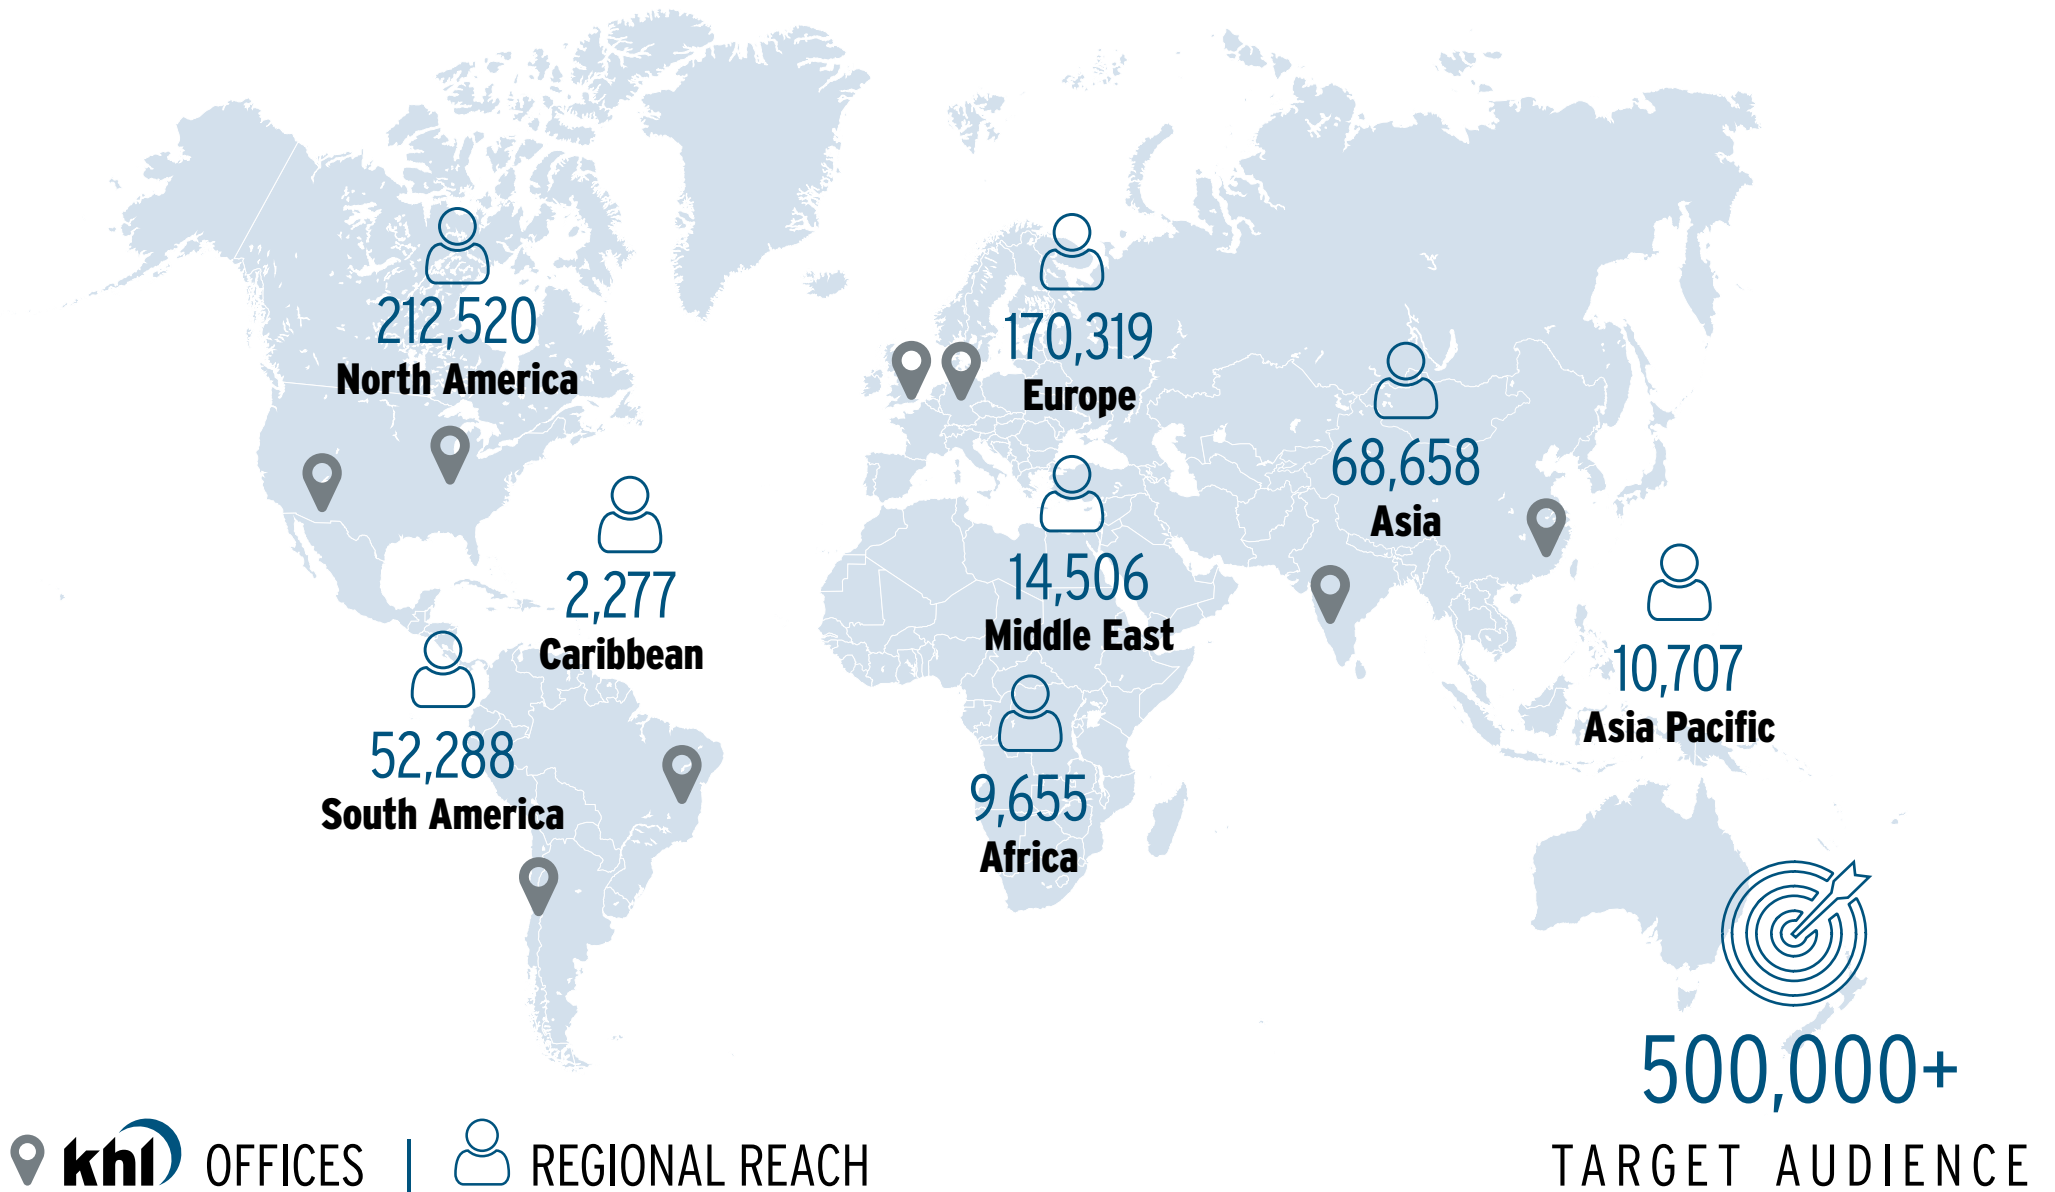 212,520
North America
170,319
Europe
68,658
Asia
2,277
Caribbean
14,506
Middle East
10,707
Asia Pacific
52,288
South America
9,655
Africa
500,000+
TARGET AUDIENCE
khl OFFICES | REGIONAL REACH